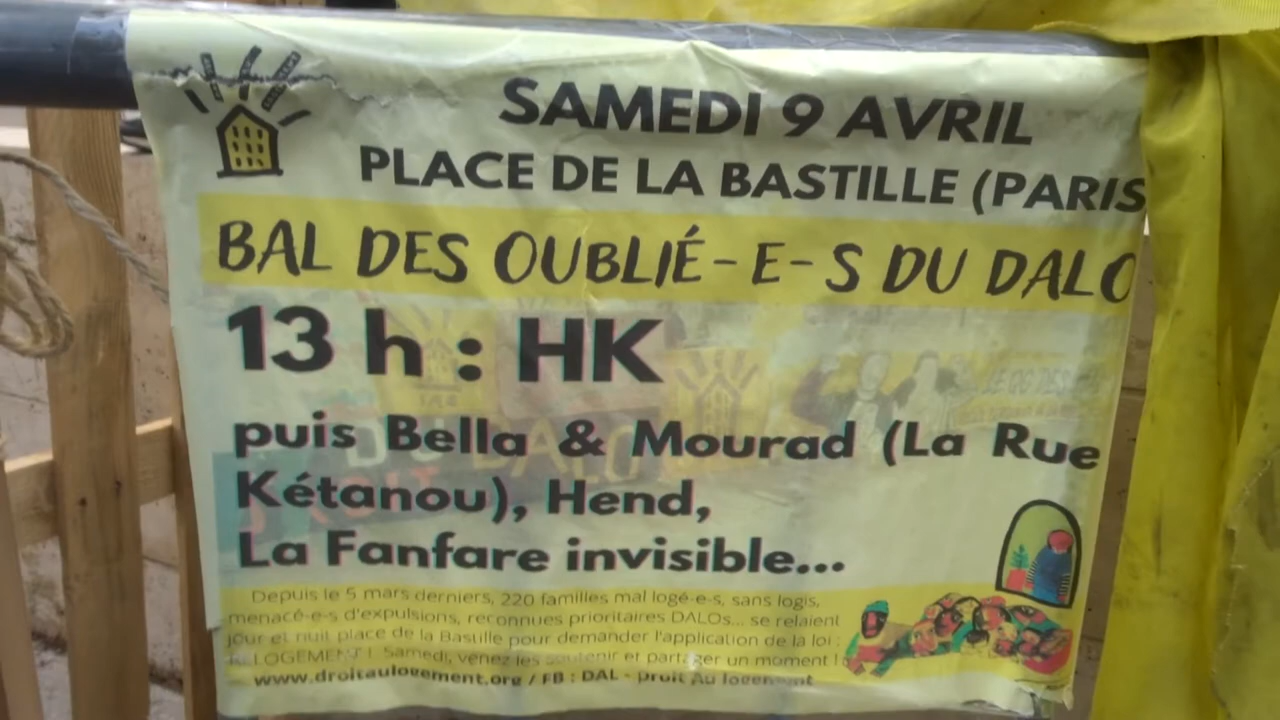 SAMEDI 9 AVRIL
PLACE DE LA BASTILLE (PARIS
BAL DES OUBLIÉ-E-S DU DALO
13 h : HK
puis Bella & Mourad (La Rue
Kétanou), Hend,
La Fanfare invisible...
Depuis le 5 mars derniers, 220 familles mal logé-e-s, sans logis,
menacé-e-s d'expulsions, reconnues prioritaires DALOs... se relaient
jour et nuit place de la Bastille pour demander l'application de la loi :
RELOGEMENT ! Samedi, venez les soutenir et partager un moment !
www.droitaulogement.org / FB : DAL - Droit Au logement